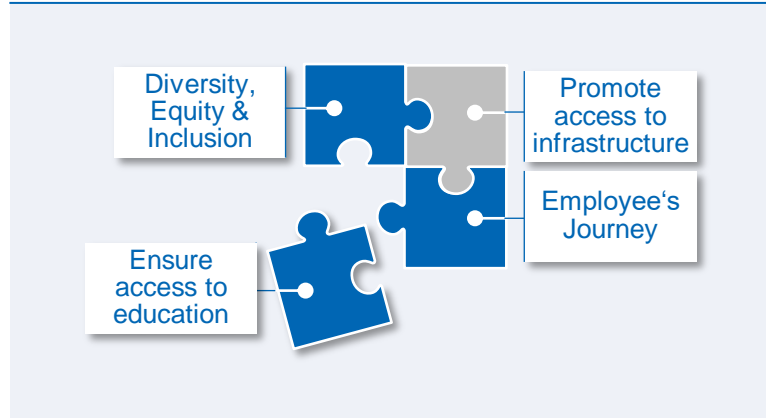 Diversity,
Equity &
Inclusion
Promote
access to
infrastructure
Employee‘s
Journey
Ensure
access to
education